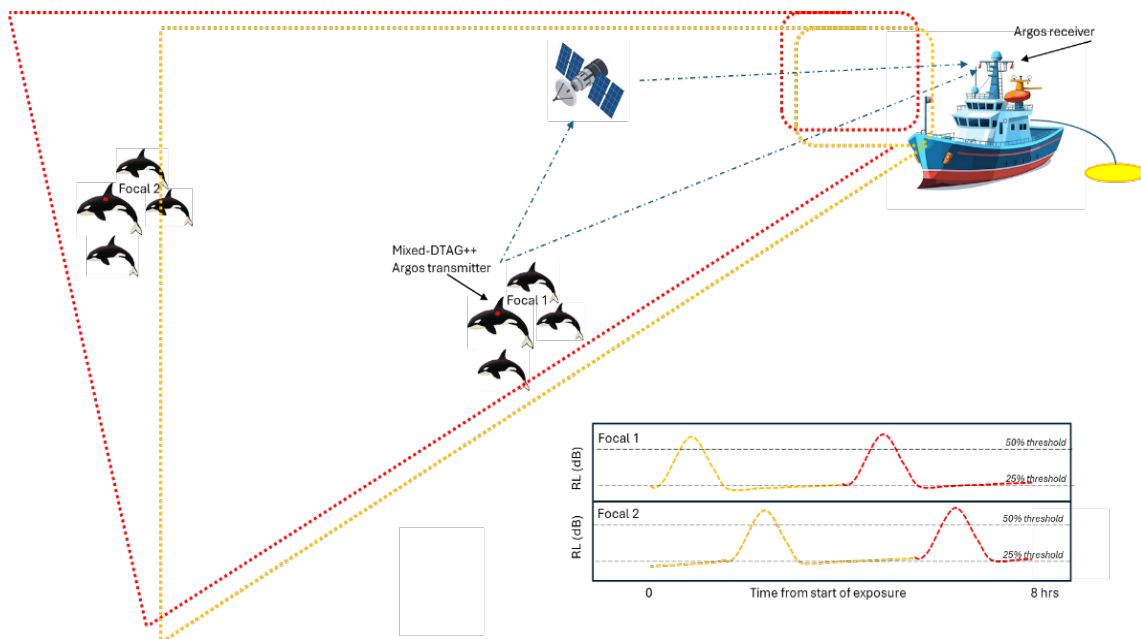 Argos receiver
Focal 2
Mixed-DTAG++
Argos transmitter
Focal 1
Focal 1
50% threshold
RL (dB)
25% threshold
Focal 2
50% threshold
RL (dB)
25% threshold
0
Time from start of exposure
8 hrs